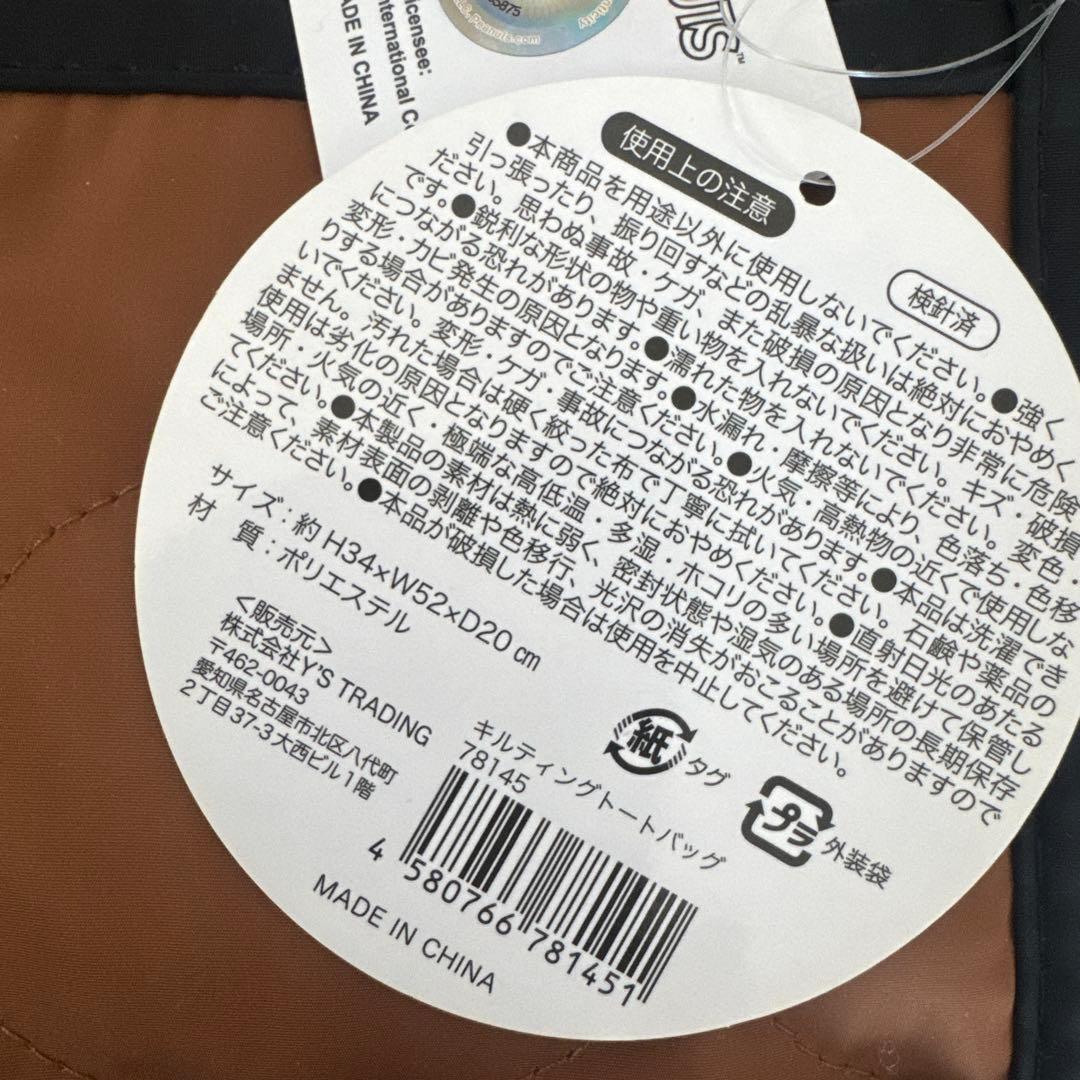 5875
Peanuts.com
UTS™
icensee:
nternational Co
MADE IN CHINA
使用上の注意
検針済
●本商品を用途以外に使用しないでください。●強く
引っ張ったり、振り回すなどの乱暴な扱いは絶対におやめく
ださい。思わぬ事故・ケガ、また破損の原因となり非常に危険
です。●鋭利な形状の物や重い物を入れないでください。キズ・破損
につながる恐れがあります。●濡れた物を入れないでください。変色・
変形・カビ発生の原因となります。●水漏れ・摩擦等により、色落ち・色移
りする場合がありますのでご注意ください。●火気・高熱物の近くで使用しな
いでください。変形・ケガ・事故につながる恐れがあります。●本品は洗濯でき
ません。汚れた場合は硬く絞った布で丁寧に拭いてください。石鹸や薬品の
使用は劣化の原因となりますので絶対におやめください。●直射日光のあたる
場所・火気の近く・極端な高低温・多湿・ホコリの多い場所を避けて保管し
てください。●本製品の素材は熱に弱く、密封状態や湿気のある場所の長期保存
によって、素材表面の剥離や色移行、光沢の消失がおこることがありますので
ご注意ください。●本品が破損した場合は使用を中止してください。
サイズ：約H34×W52×D20㎝
材　質：ポリエステル
＜販売元＞
株式会社Y'S TRADING
〒462-0043
愛知県名古屋市北区八代町
2丁目37-3大西ビル1階
紙 タグ
プラ 外装袋
キルティングトートバッグ
78145
4 580766 781451
MADE IN CHINA